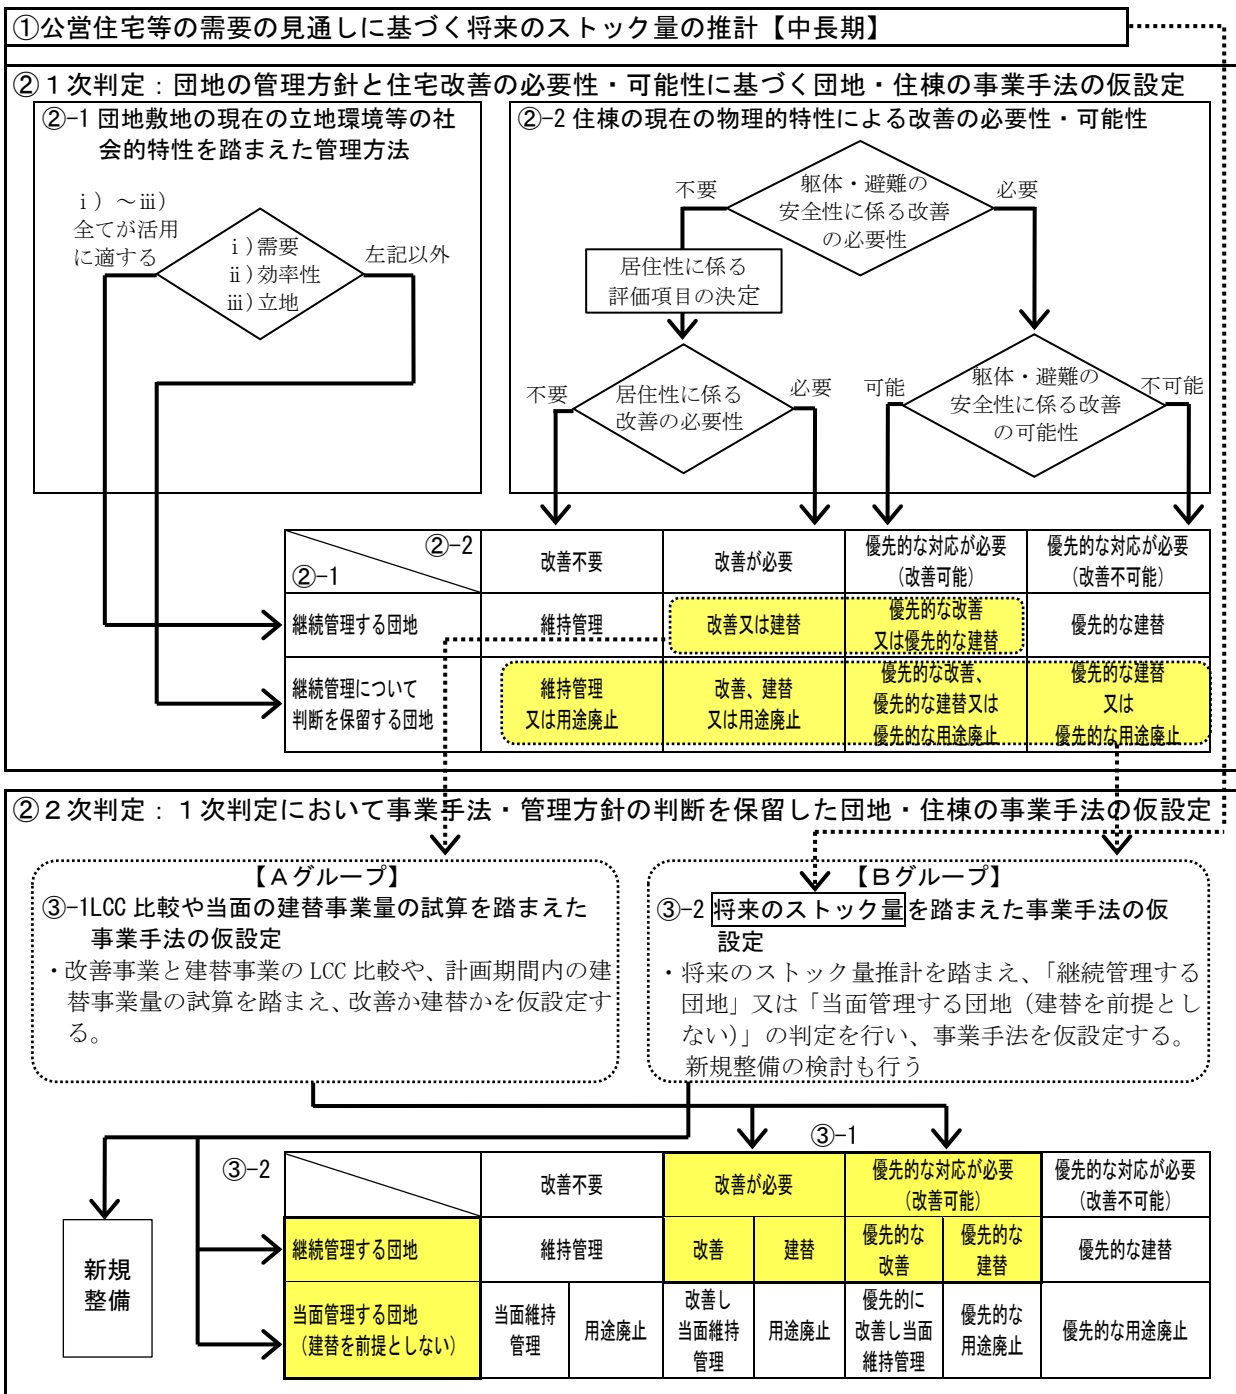 ①公営住宅等の需要の見通しに基づく将来のストック量の推計【中長期】
②１次判定：団地の管理方針と住宅改善の必要性・可能性に基づく団地・住棟の事業手法の仮設定
②-1 団地敷地の現在の立地環境等の社
会的特性を踏まえた管理方法
ⅰ）～ⅲ）
全てが活用
に適する
ⅰ)需要
ⅱ)効率性
ⅲ)立地
左記以外
②-2 住棟の現在の物理的特性による改善の必要性・可能性
不要
躯体・避難の
安全性に係る改善
の必要性
必要
居住性に係る
評価項目の決定
不要
居住性に係る
改善の必要性
必要
可能
躯体・避難の
安全性に係る改善
の可能性
不可能
②-2
②-1
改善不要
改善が必要
優先的な対応が必要
（改善可能）
優先的な対応が必要
（改善不可能）
継続管理する団地
維持管理
改善又は建替
優先的な改善
又は優先的な建替
優先的な建替
継続管理について
判断を保留する団地
維持管理
又は用途廃止
改善、建替
又は用途廃止
優先的な改善、
優先的な建替又は
優先的な用途廃止
優先的な建替
又は
優先的な用途廃止
②２次判定：１次判定において事業手法・管理方針の判断を保留した団地・住棟の事業手法の仮設定
【Ａグループ】
③-1LCC 比較や当面の建替事業量の試算を踏まえた
事業手法の仮設定
・改善事業と建替事業の LCC 比較や、計画期間内の建
替事業量の試算を踏まえ、改善か建替かを仮設定す
る。
【Ｂグループ】
③-2 将来のストック量を踏まえた事業手法の仮
設定
・将来のストック量推計を踏まえ、「継続管理する
団地」又は「当面管理する団地（建替を前提とし
ない）」の判定を行い、事業手法を仮設定する。
新規整備の検討も行う
③-1
③-2
改善不要
改善が必要
優先的な対応が必要
（改善可能）
優先的な対応が必要
（改善不可能）
新規
整備
継続管理する団地
維持管理
改善
建替
優先的な
改善
優先的な
建替
優先的な建替
当面管理する団地
（建替を前提としない）
当面維持
管理
用途廃止
改善し
当面維持
管理
用途廃止
優先的に
改善し当面
維持管理
優先的な
用途廃止
優先的な用途廃止